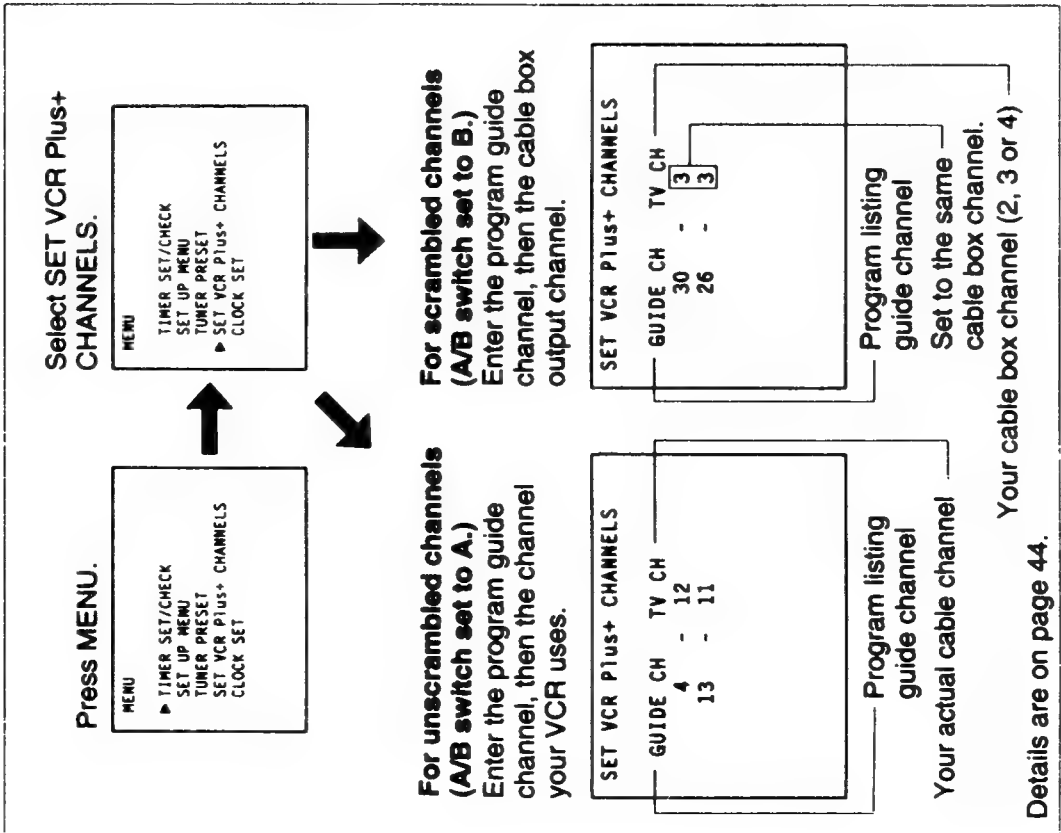 Press MENU.
MENU
▶ TIMER SET/CHECK
SET UP MENU
TUNER PRESET
SET VCR Plus+ CHANNELS
CLOCK SET
Select SET VCR Plus+
CHANNELS.
MENU
TIMER SET/CHECK
SET UP MENU
TUNER PRESET
▶ SET VCR Plus+ CHANNELS
CLOCK SET
For unscrambled channels
(A/B switch set to A.)
Enter the program guide
channel, then the channel
your VCR uses.
SET VCR Plus+ CHANNELS
GUIDE CH TV CH
4 - 12
13 - 11
Program listing
guide channel
Your actual cable channel
For scrambled channels
(A/B switch set to B.)
Enter the program guide
channel, then the cable box
output channel.
SET VCR Plus+ CHANNELS
GUIDE CH TV CH
30 - 3
26 - 3
Program listing
guide channel
Set to the same
cable box channel.
Your cable box channel (2, 3 or 4)
Details are on page 44.